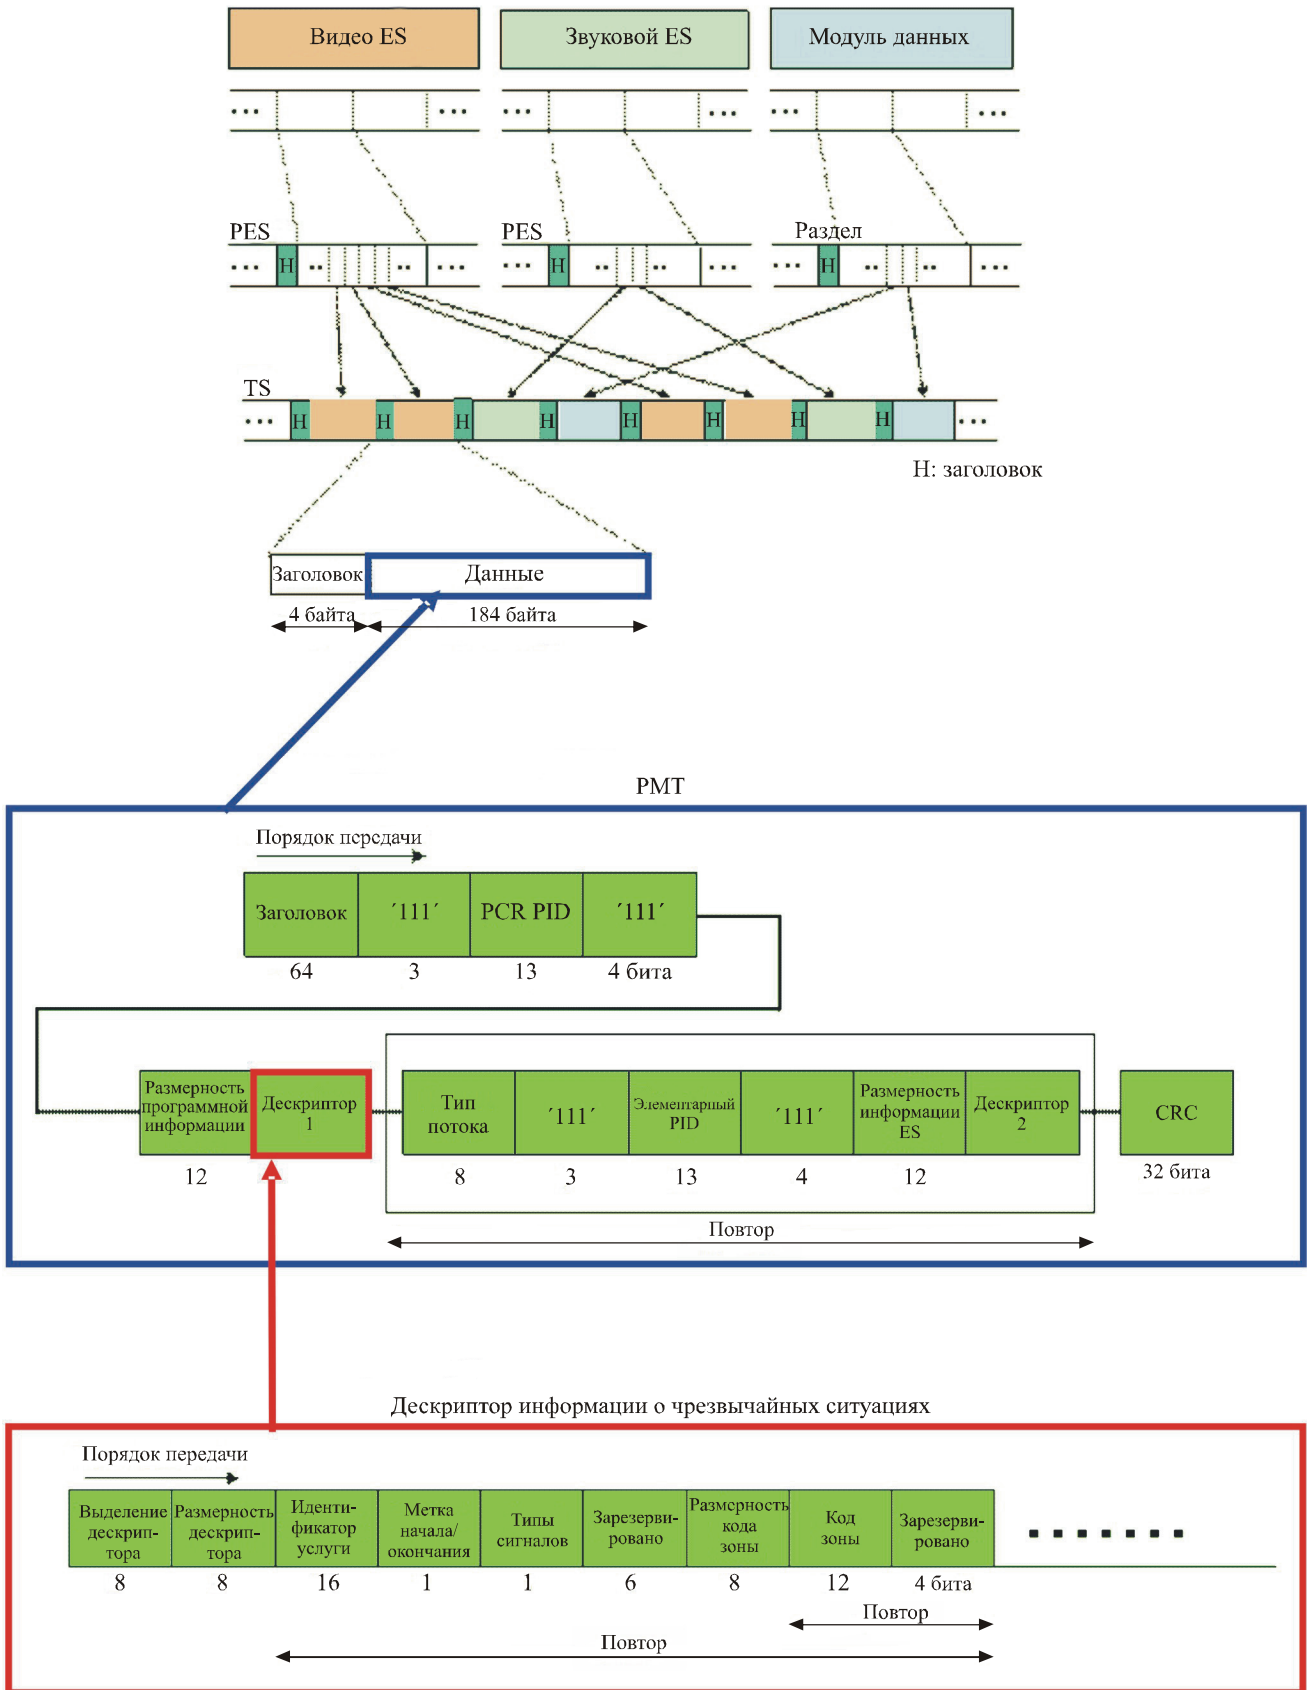 Видео ES
Звуковой ES
Модуль данных
PES
PES
Раздел
H
H
H
TS
H
H
H
H
H
H
H
H
H: заголовок
Заголовок
Данные
4 байта
184 байта
PMT
Порядок передачи
Заголовок
´111´
PCR PID
´111´
64
3
13
4 бита
Размерность
программной
информации
Дескриптор
1
Тип
потока
´111´
Элементарный
PID
´111´
Размерность
информации
ES
Дескриптор
2
CRC
12
8
3
13
4
12
32 бита
Повтор
Дескриптор информации о чрезвычайных ситуациях
Порядок передачи
Выделение
дескрип-
тора
Размерность
дескрип-
тора
Иденти-
фикатор
услуги
Метка
начала/
окончания
Типы
сигналов
Зарезерви-
ровано
Размерность
кода
зоны
Код
зоны
Зарезерви-
ровано
8
8
16
1
1
6
8
12
4 бита
Повтор
Повтор